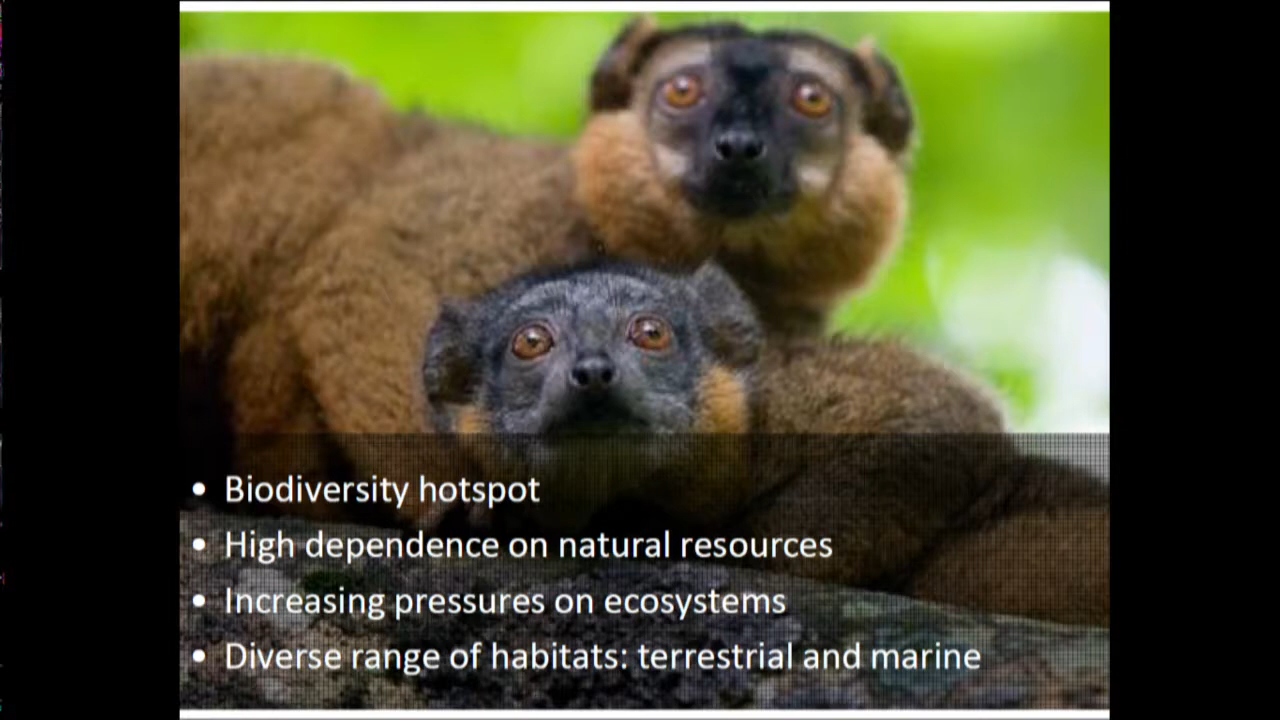 • Biodiversity hotspot
• High dependence on natural resources
• Increasing pressures on ecosystems
• Diverse range of habitats: terrestrial and marine